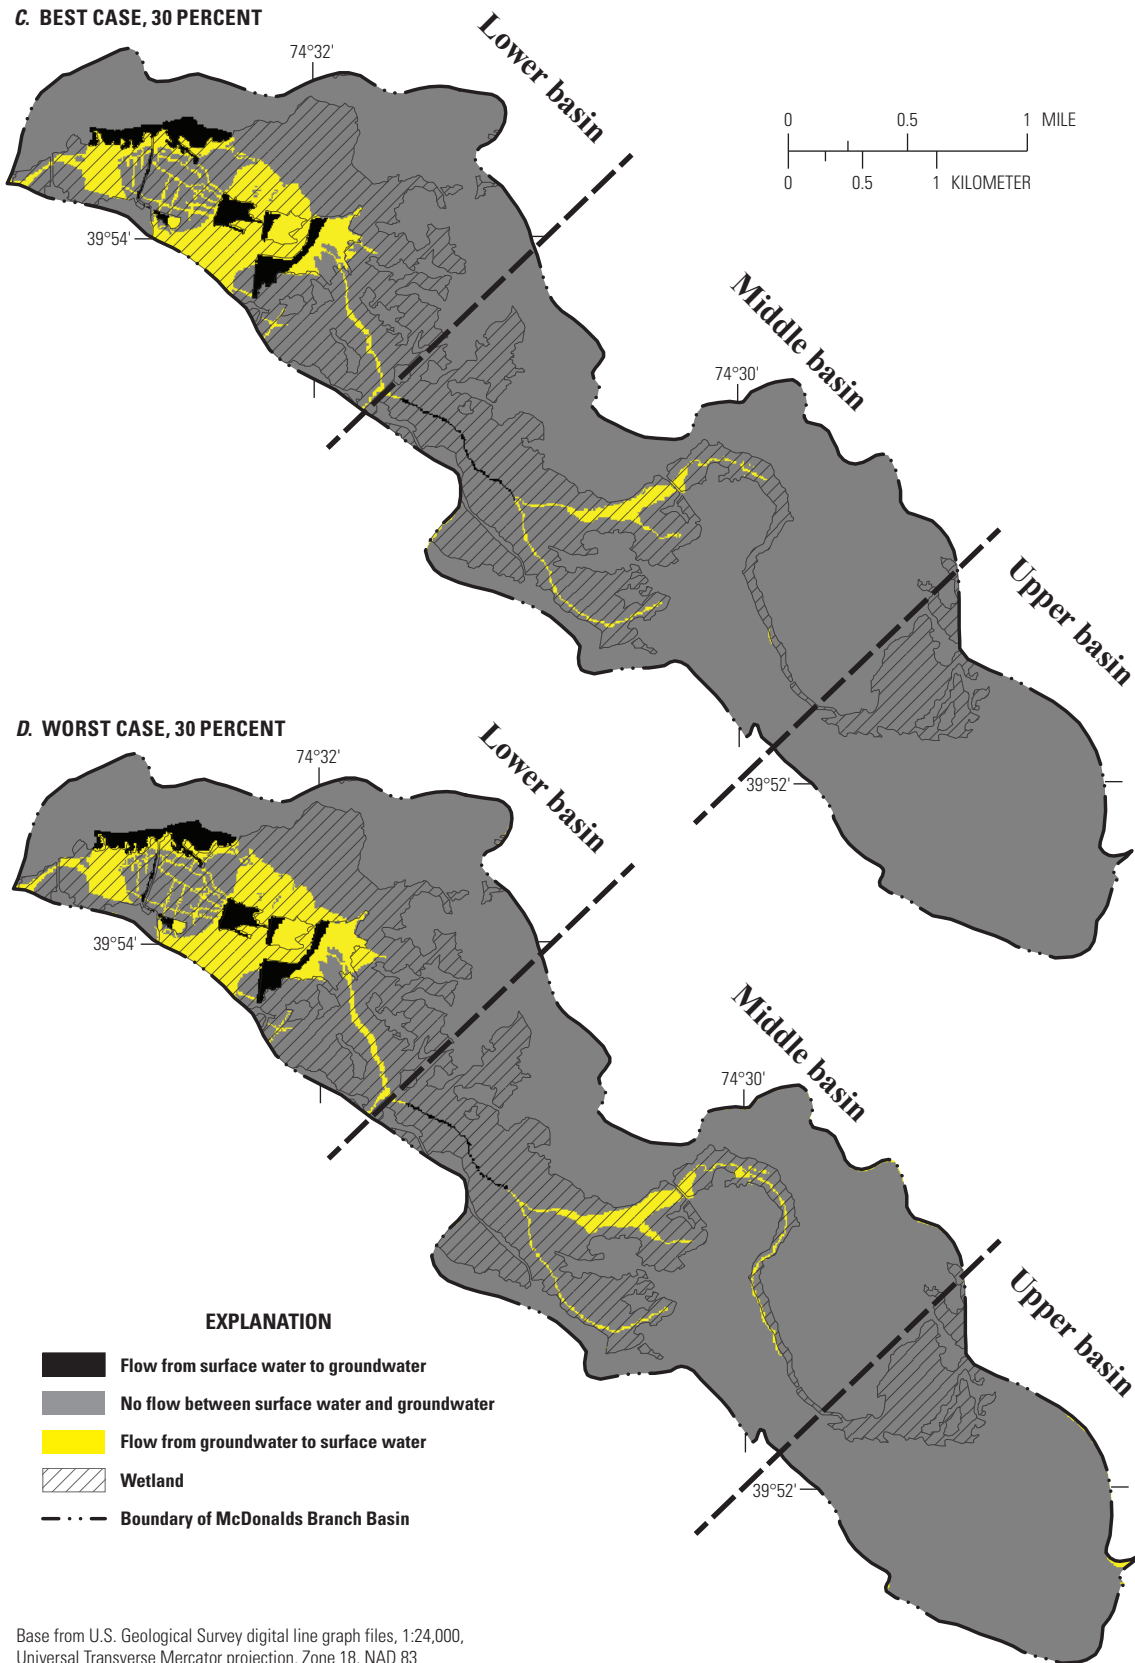 C. BEST CASE, 30 PERCENT
74°32'
Lower basin
0 0.5 1 MILE
0 0.5 1 KILOMETER
39°54'
Middle basin
74°30'
Upper basin
39°52'
D. WORST CASE, 30 PERCENT
74°32'
Lower basin
39°54'
Middle basin
74°30'
Upper basin
39°52'
EXPLANATION
Flow from surface water to groundwater
No flow between surface water and groundwater
Flow from groundwater to surface water
Wetland
Boundary of McDonalds Branch Basin
Base from U.S. Geological Survey digital line graph files, 1:24,000,
Universal Transverse Mercator projection, Zone 18, NAD 83